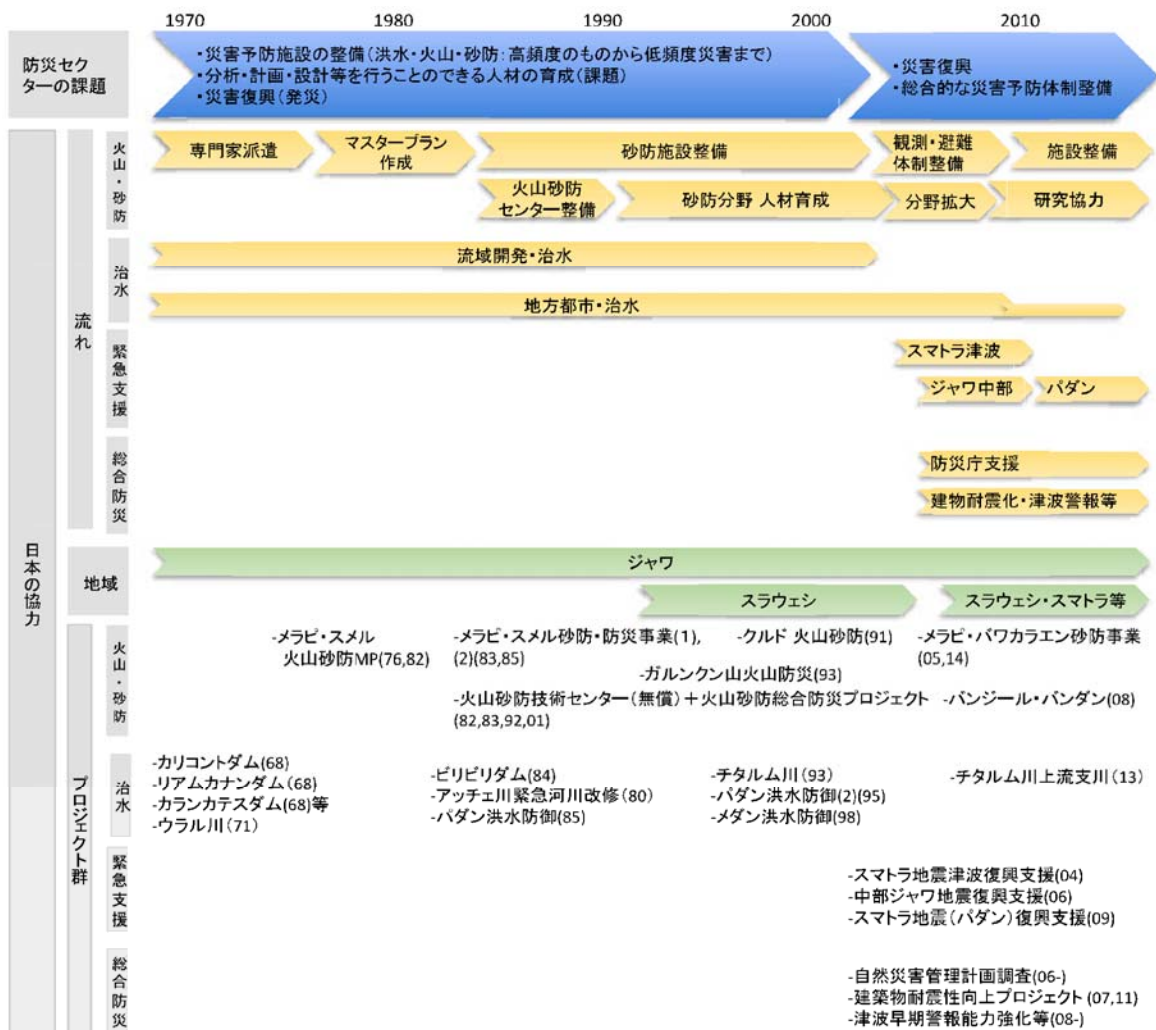 1970 1980 1990 2000 2010
防災セク
ターの課題
・災害予防施設の整備(洪水・火山・砂防:高頻度のものから低頻度災害まで)
・分析・計画・設計等を行うことのできる人材の育成(課題)
・災害復興(発災)
・災害復興
・総合的な災害予防体制整備
日本の協力
流れ
火山・砂防
専門家派遣
マスタープラン
作成
砂防施設整備
観測・避難
体制整備
施設整備
火山砂防
センター整備
砂防分野 人材育成
分野拡大
研究協力
治水
流域開発・治水
地方都市・治水
緊急支援
スマトラ津波
ジャワ中部
パダン
総合防災
防災庁支援
建物耐震化・津波警報等
地域
ジャワ
スラウェシ
スラウェシ・スマトラ等
プロジェクト群
火山・砂防
-メラピ・スメル
火山砂防MP(76,82)
-メラピ・スメル砂防・防災事業(1),
(2)(83,85)
-クルド 火山砂防(91)
-メラピ・バワカラエン砂防事業
(05,14)
-ガルンクン山火山防災(93)
-火山砂防技術センター(無償)+火山砂防総合防災プロジェクト
(82,83,92,01)
-バンジール・バンダン(08)
治水
-カリコントダム(68)
-リアムカナンダム(68)
-カランカテスダム(68)等
-ウラル川(71)
-ビリビリダム(84)
-アッチェ川緊急河川改修(80)
-パダン洪水防御(85)
-チタルム川(93)
-パダン洪水防御(2)(95)
-メダン洪水防御(98)
-チタルム川上流支川(13)
緊急支援
-スマトラ地震津波復興支援(04)
-中部ジャワ地震復興支援(06)
-スマトラ地震(パダン)復興支援(09)
総合防災
-自然災害管理計画調査(06-)
-建築物耐震性向上プロジェクト(07,11)
-津波早期警報能力強化等(08-)